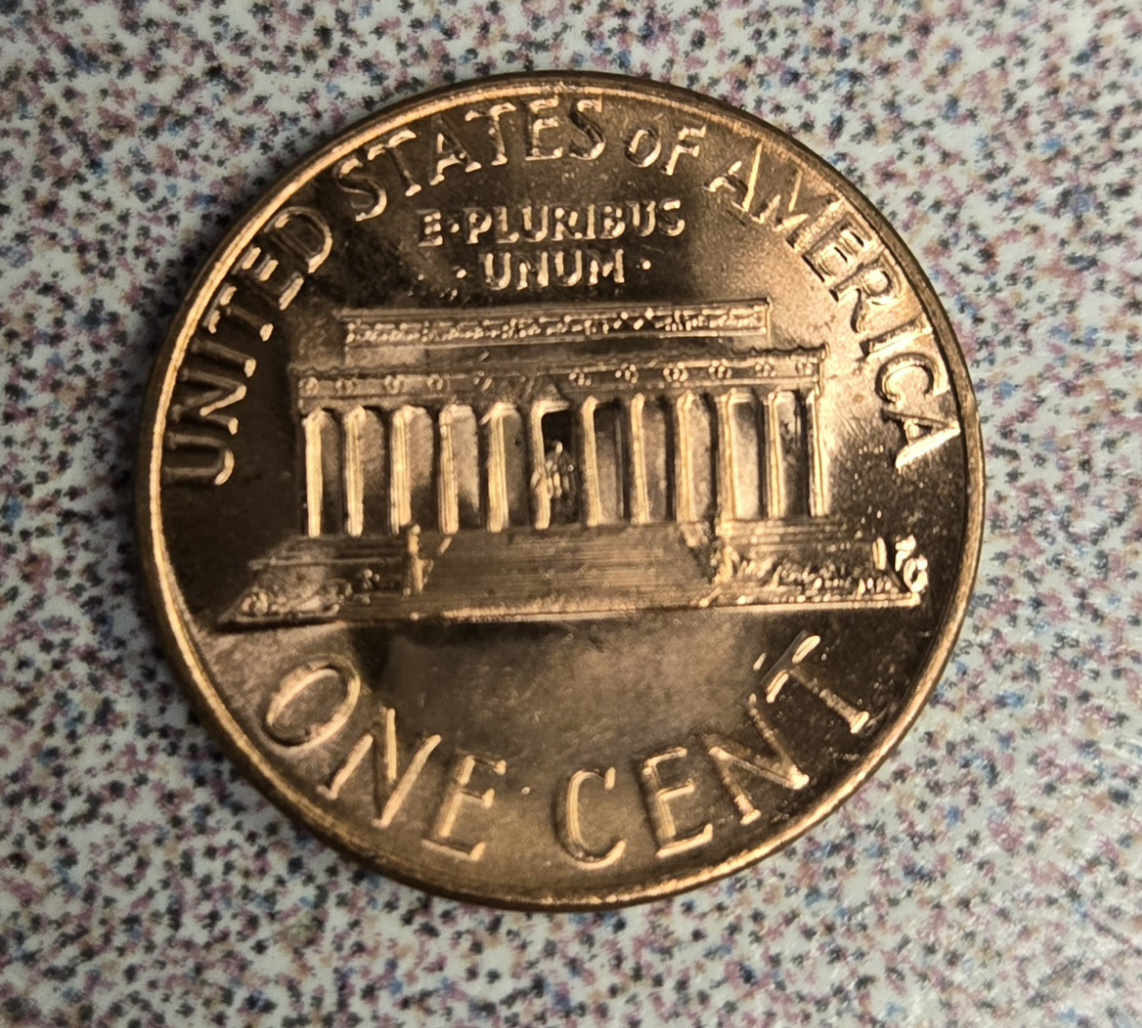 UNITED STATES OF AMERICA
E·PLURIBUS
·UNUM·
ONE CENT